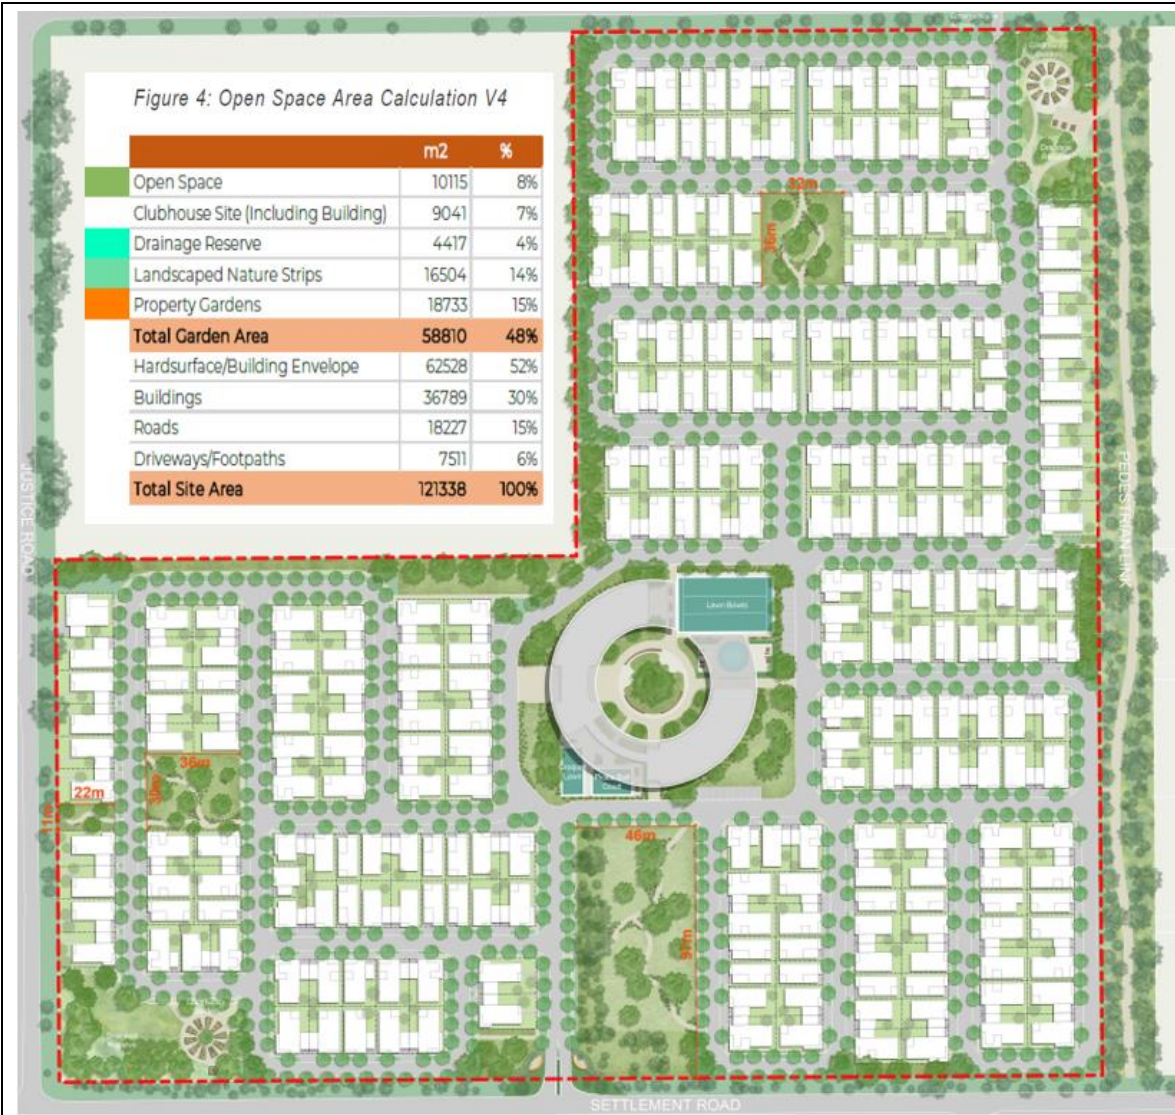 Figure 4: Open Space Area Calculation V4
m2 %
Open Space 10115 8%
Clubhouse Site (Including Building) 9041 7%
Drainage Reserve 4417 4%
Landscaped Nature Strips 16504 14%
Property Gardens 18733 15%
Total Garden Area 58810 48%
Hardsurface/Building Envelope 62528 52%
Buildings 36789 30%
Roads 18227 15%
Driveways/Footpaths 7511 6%
Total Site Area 121338 100%
32m
36m
JUSTICE ROAD
PEDESTRIAN LINK
Lawn Bowls
36m
30m
22m
11m
46m
97m
SETTLEMENT ROAD